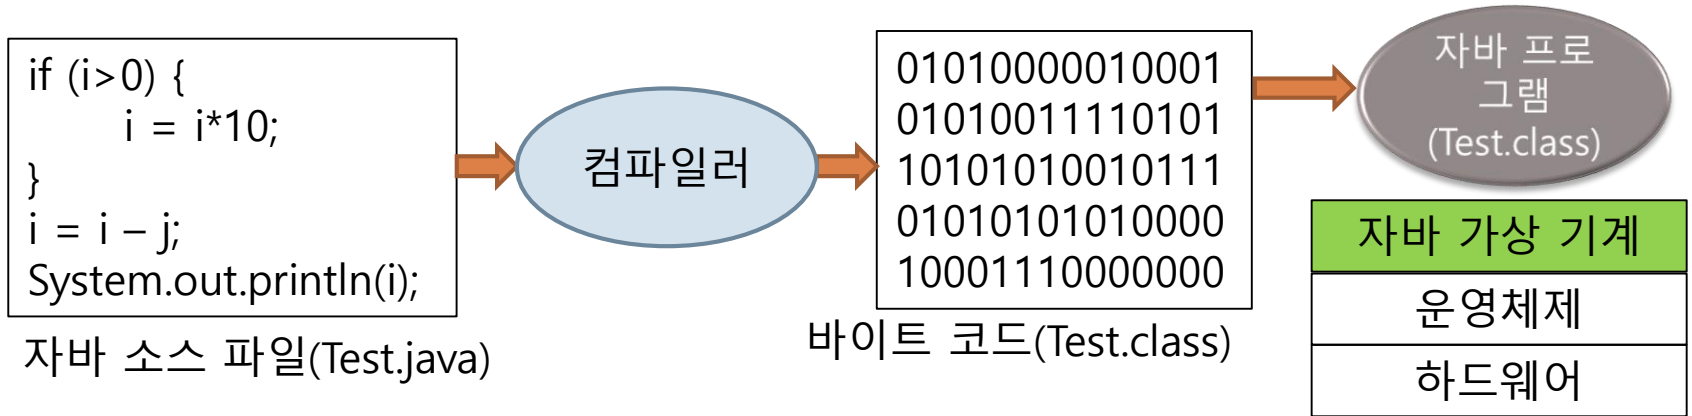 if (i>0) {
i = i*10;
}
i = i – j;
System.out.println(i);
자바 소스 파일(Test.java)
컴파일러
01010000010001
01010011110101
10101010010111
01010101010000
10001110000000
바이트 코드(Test.class)
자바 프로
그램
(Test.class)
자바 가상 기계
운영체제
하드웨어